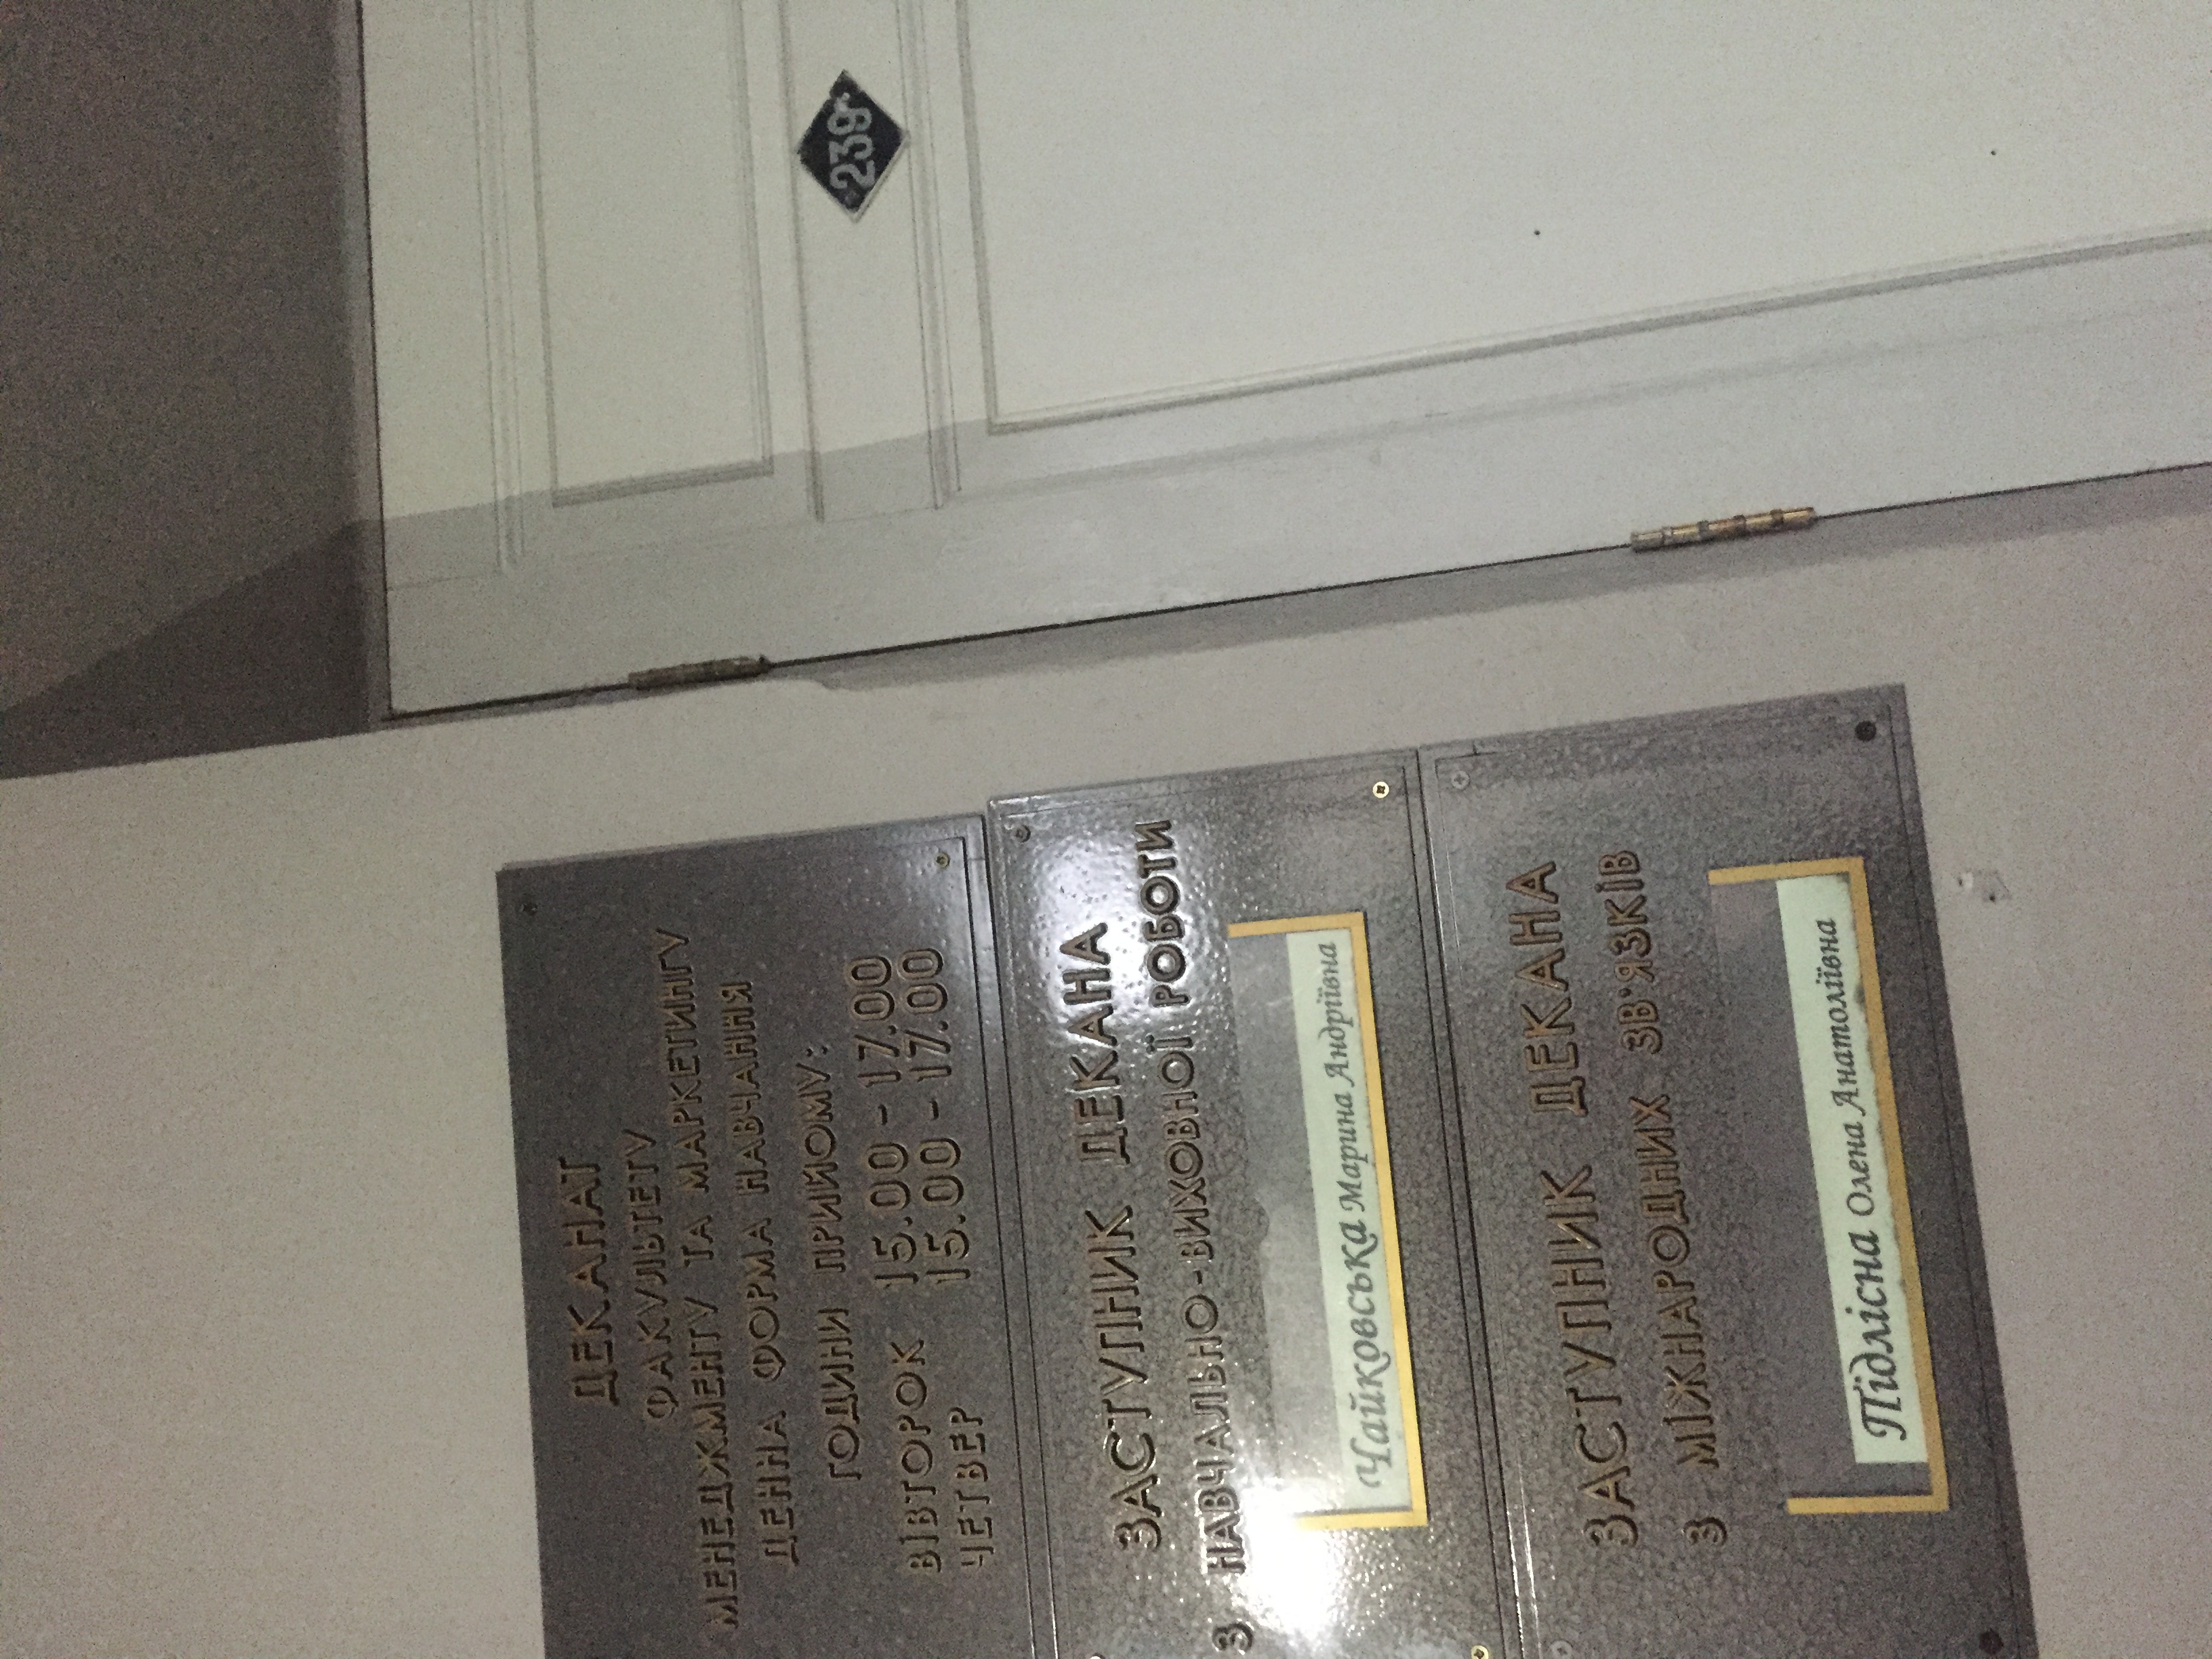 ДЕКАНАТ
ФАКУЛЬТЕТУ
МЕНЕДЖМЕНТУ ТА МАРКЕТИНГУ
ДЕННА ФОРМА НАВЧАННЯ
ГОДИНИ ПРИЙОМУ:
ВІВТОРОК 15.00 - 17.00
ЧЕТВЕР 15.00 - 17.00
ЗАСТУПНИК ДЕКАНА
З НАВЧАЛЬНО-ВИХОВНОЇ РОБОТИ
Чайковська Марина Андріївна
ЗАСТУПНИК ДЕКАНА
З МІЖНАРОДНИХ ЗВ'ЯЗКІВ
Підлісна Олена Анатоліївна
239